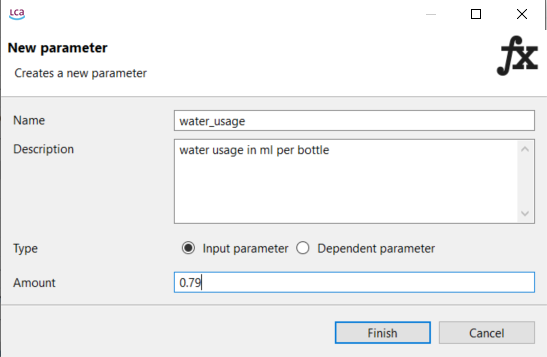 LCA
New parameter
Creates a new parameter
fx
Name
water_usage
Description
water usage in ml per bottle
Type
Input parameter
Dependent parameter
Amount
0.79
Finish
Cancel